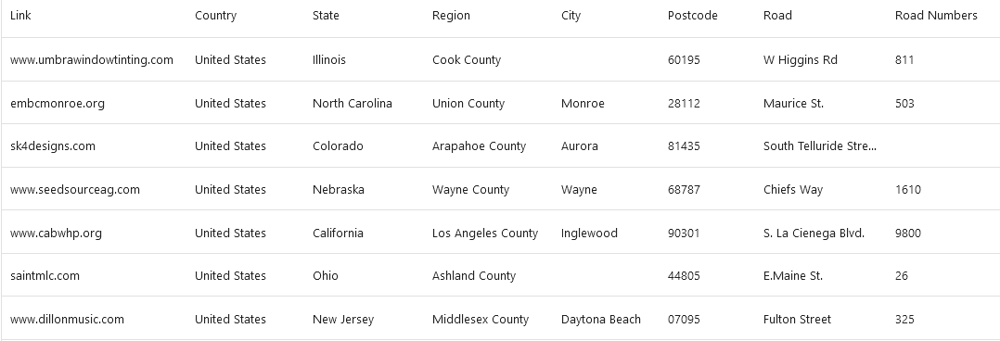 Link Country State Region City Postcode Road Road Numbers
www.umbrawindowtinting.com United States Illinois Cook County 60195 W Higgins Rd 811
embcmonroe.org United States North Carolina Union County Monroe 28112 Maurice St. 503
sk4designs.com United States Colorado Arapahoe County Aurora 81435 South Telluride Stre...
www.seedsourceag.com United States Nebraska Wayne County Wayne 68787 Chiefs Way 1610
www.cabwhp.org United States California Los Angeles County Inglewood 90301 S. La Cienega Blvd. 9800
saintmlc.com United States Ohio Ashland County 44805 E.Maine St. 26
www.dillonmusic.com United States New Jersey Middlesex County Daytona Beach 07095 Fulton Street 325